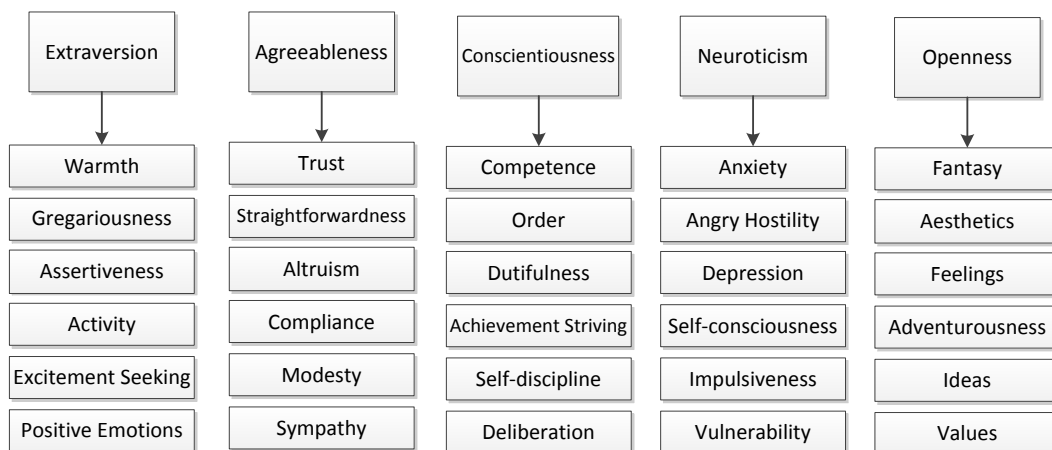 Extraversion
Agreeableness
Conscientiousness
Neuroticism
Openness
Warmth
Gregariousness
Assertiveness
Activity
Excitement Seeking
Positive Emotions
Trust
Straightforwardness
Altruism
Compliance
Modesty
Sympathy
Competence
Order
Dutifulness
Achievement Striving
Self-discipline
Deliberation
Anxiety
Angry Hostility
Depression
Self-consciousness
Impulsiveness
Vulnerability
Fantasy
Aesthetics
Feelings
Adventurousness
Ideas
Values